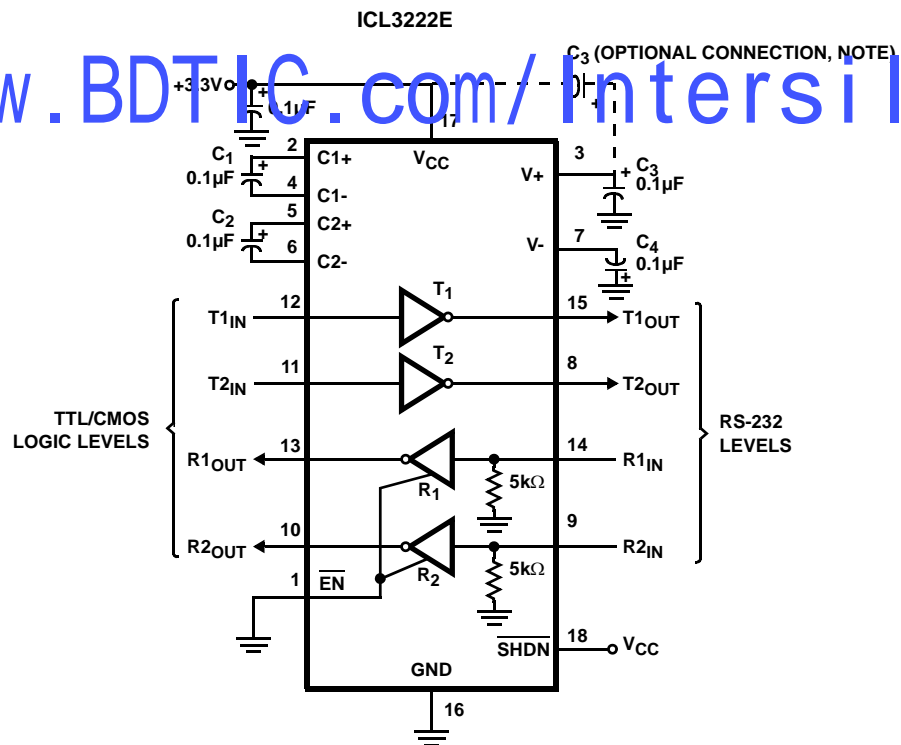 ICL3222E
C3 (OPTIONAL CONNECTION, NOTE)
w.BDTIC.com/Intersil
+3.3V
+
0.1µF
+
17
2
C1
+
0.1µF
C1+
VCC
3
V+
+
C3
0.1µF
4
C1-
5
C2
+
0.1µF
C2+
7
V-
C4
0.1µF
+
6
C2-
T1
12
15
T1IN
T1OUT
T2
11
8
T2IN
T2OUT
TTL/CMOS
LOGIC LEVELS
RS-232
LEVELS
13
14
R1OUT
R1IN
5kΩ
R1
9
10
R2OUT
R2IN
R2
5kΩ
1
EN
18
SHDN
VCC
GND
16